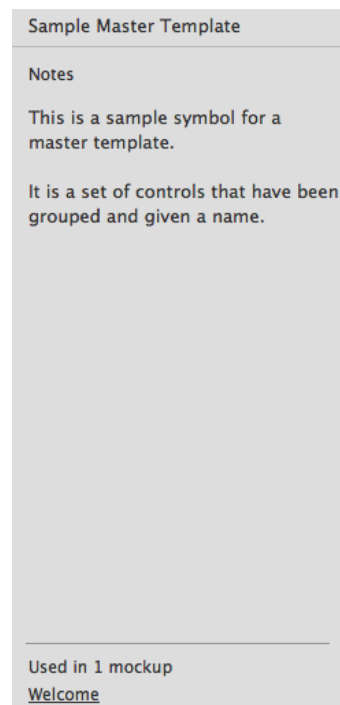 Sample Master Template
Notes
This is a sample symbol for a
master template.
It is a set of controls that have been
grouped and given a name.
Used in 1 mockup
Welcome